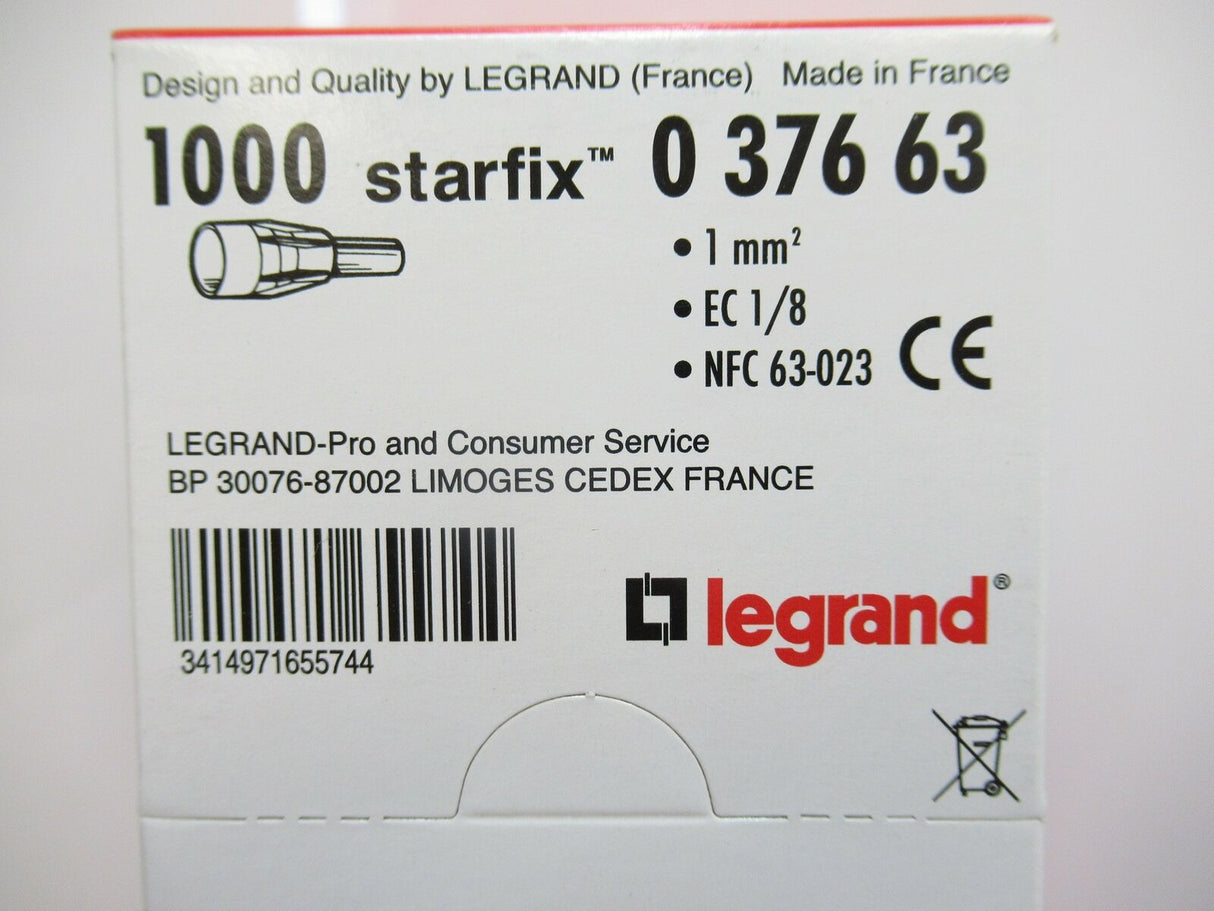 Design and Quality by LEGRAND (France) Made in France
1000 starfix™ 0 376 63
• 1 mm²
• EC 1/8
• NFC 63-023 CE
LEGRAND-Pro and Consumer Service
BP 30076-87002 LIMOGES CEDEX FRANCE
3414971655744
legrand®